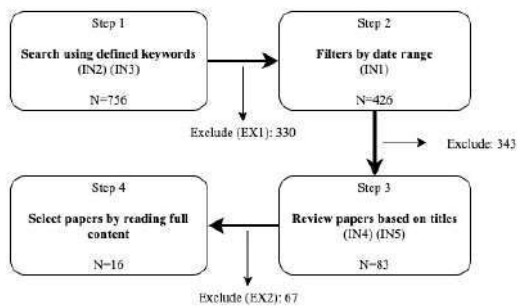 Step 1
Search using defined keywords
(IN2) (IN3)
N=756
Step 2
Filters by date range
(IN1)
N=426
Exclude (EX1): 330
Exclude: 343
Step 4
Select papers by reading full
content
N=16
Step 3
Review papers based on titles
(IN4) (IN5)
N=83
Exclude (EX2): 67